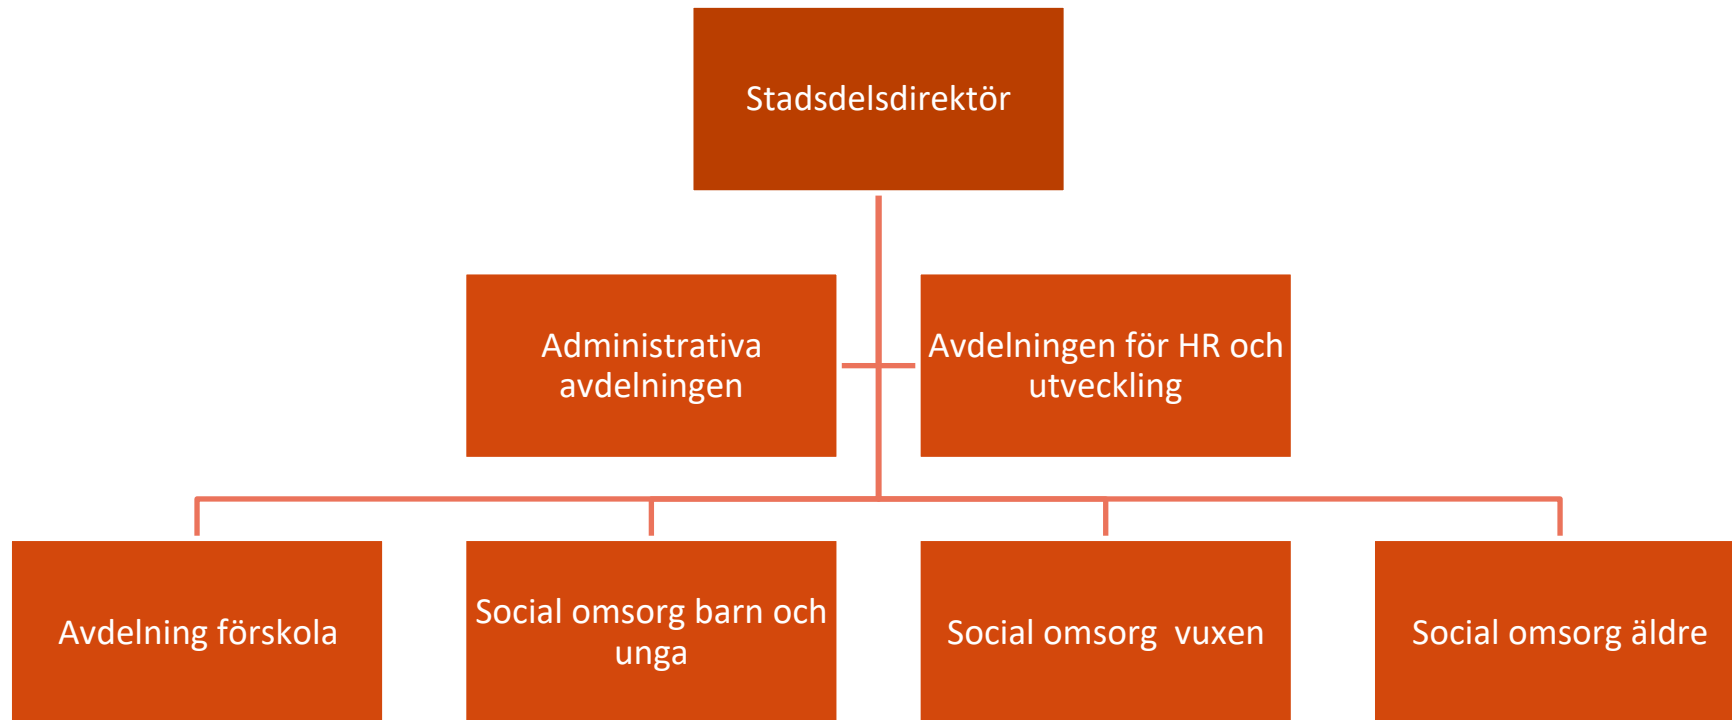 Stadsdelsdirektör
Administrativa
avdelningen
Avdelningen för HR och
utveckling
Avdelning förskola
Social omsorg barn och
unga
Social omsorg  vuxen
Social omsorg äldre